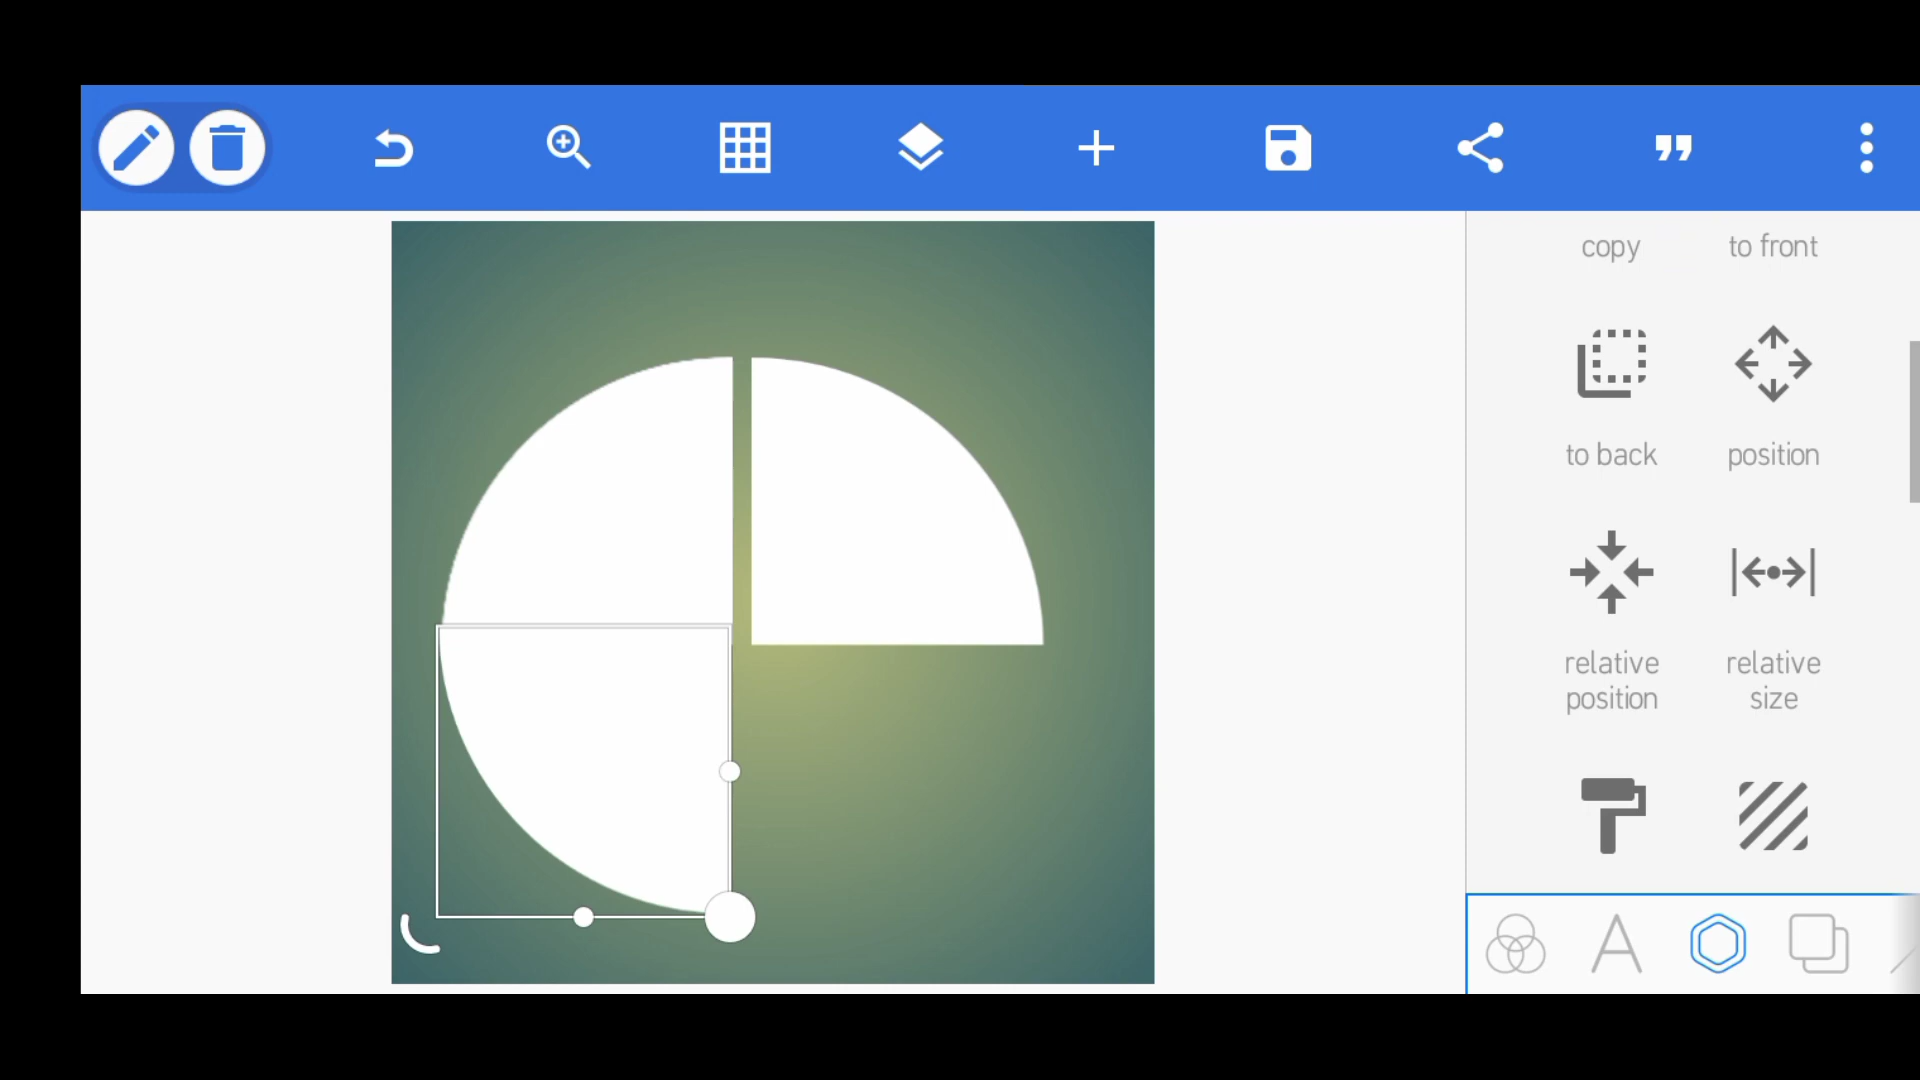 copy
to front
to back
position
relative
position
relative
size